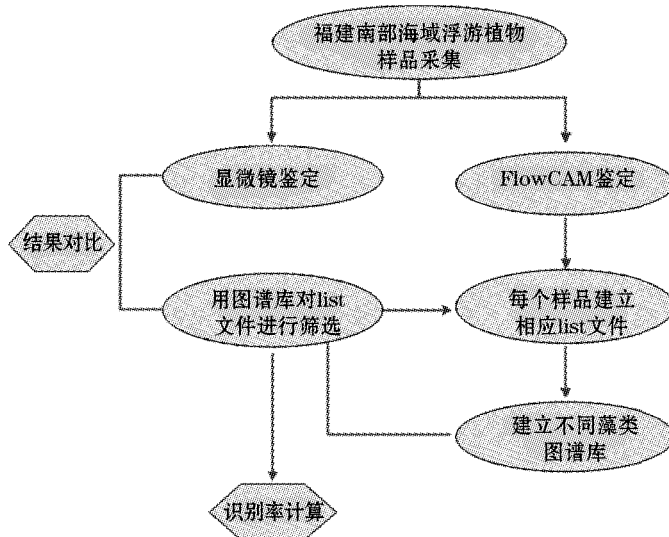 福建南部海域浮游植物
样品采集
显微镜鉴定
FlowCAM鉴定
结果对比
用图谱库对list
文件进行筛选
每个样品建立
相应list文件
建立不同藻类
图谱库
识别率计算